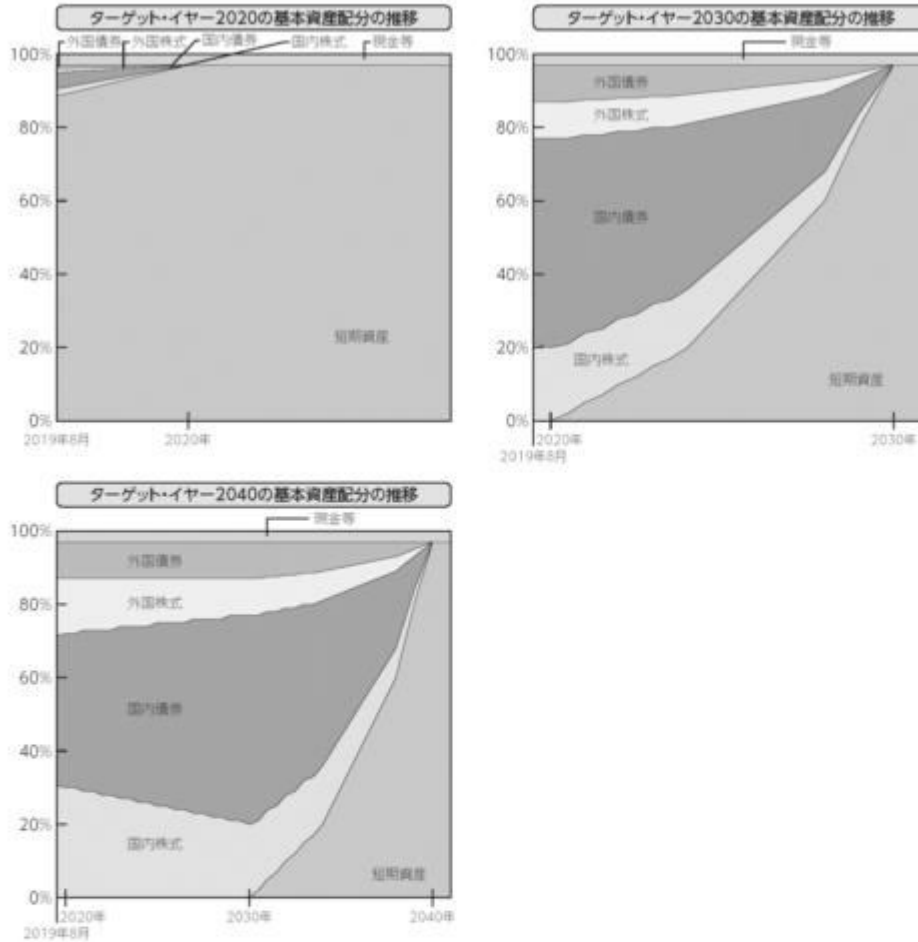 ターゲット・イヤー2020の基本資産配分の推移
外国債券 外国株式 国内債券 国内株式 現金等
100%
80%
60%
40%
20%
0%
短期資産
2019年8月 2020年
ターゲット・イヤー2030の基本資産配分の推移
現金等
100%
80%
60%
40%
20%
0%
外国債券
外国株式
国内債券
国内株式
短期資産
2020年 2030年
2019年8月
ターゲット・イヤー2040の基本資産配分の推移
現金等
100%
80%
60%
40%
20%
0%
外国債券
外国株式
国内債券
国内株式
短期資産
2020年 2030年 2040年
2019年8月